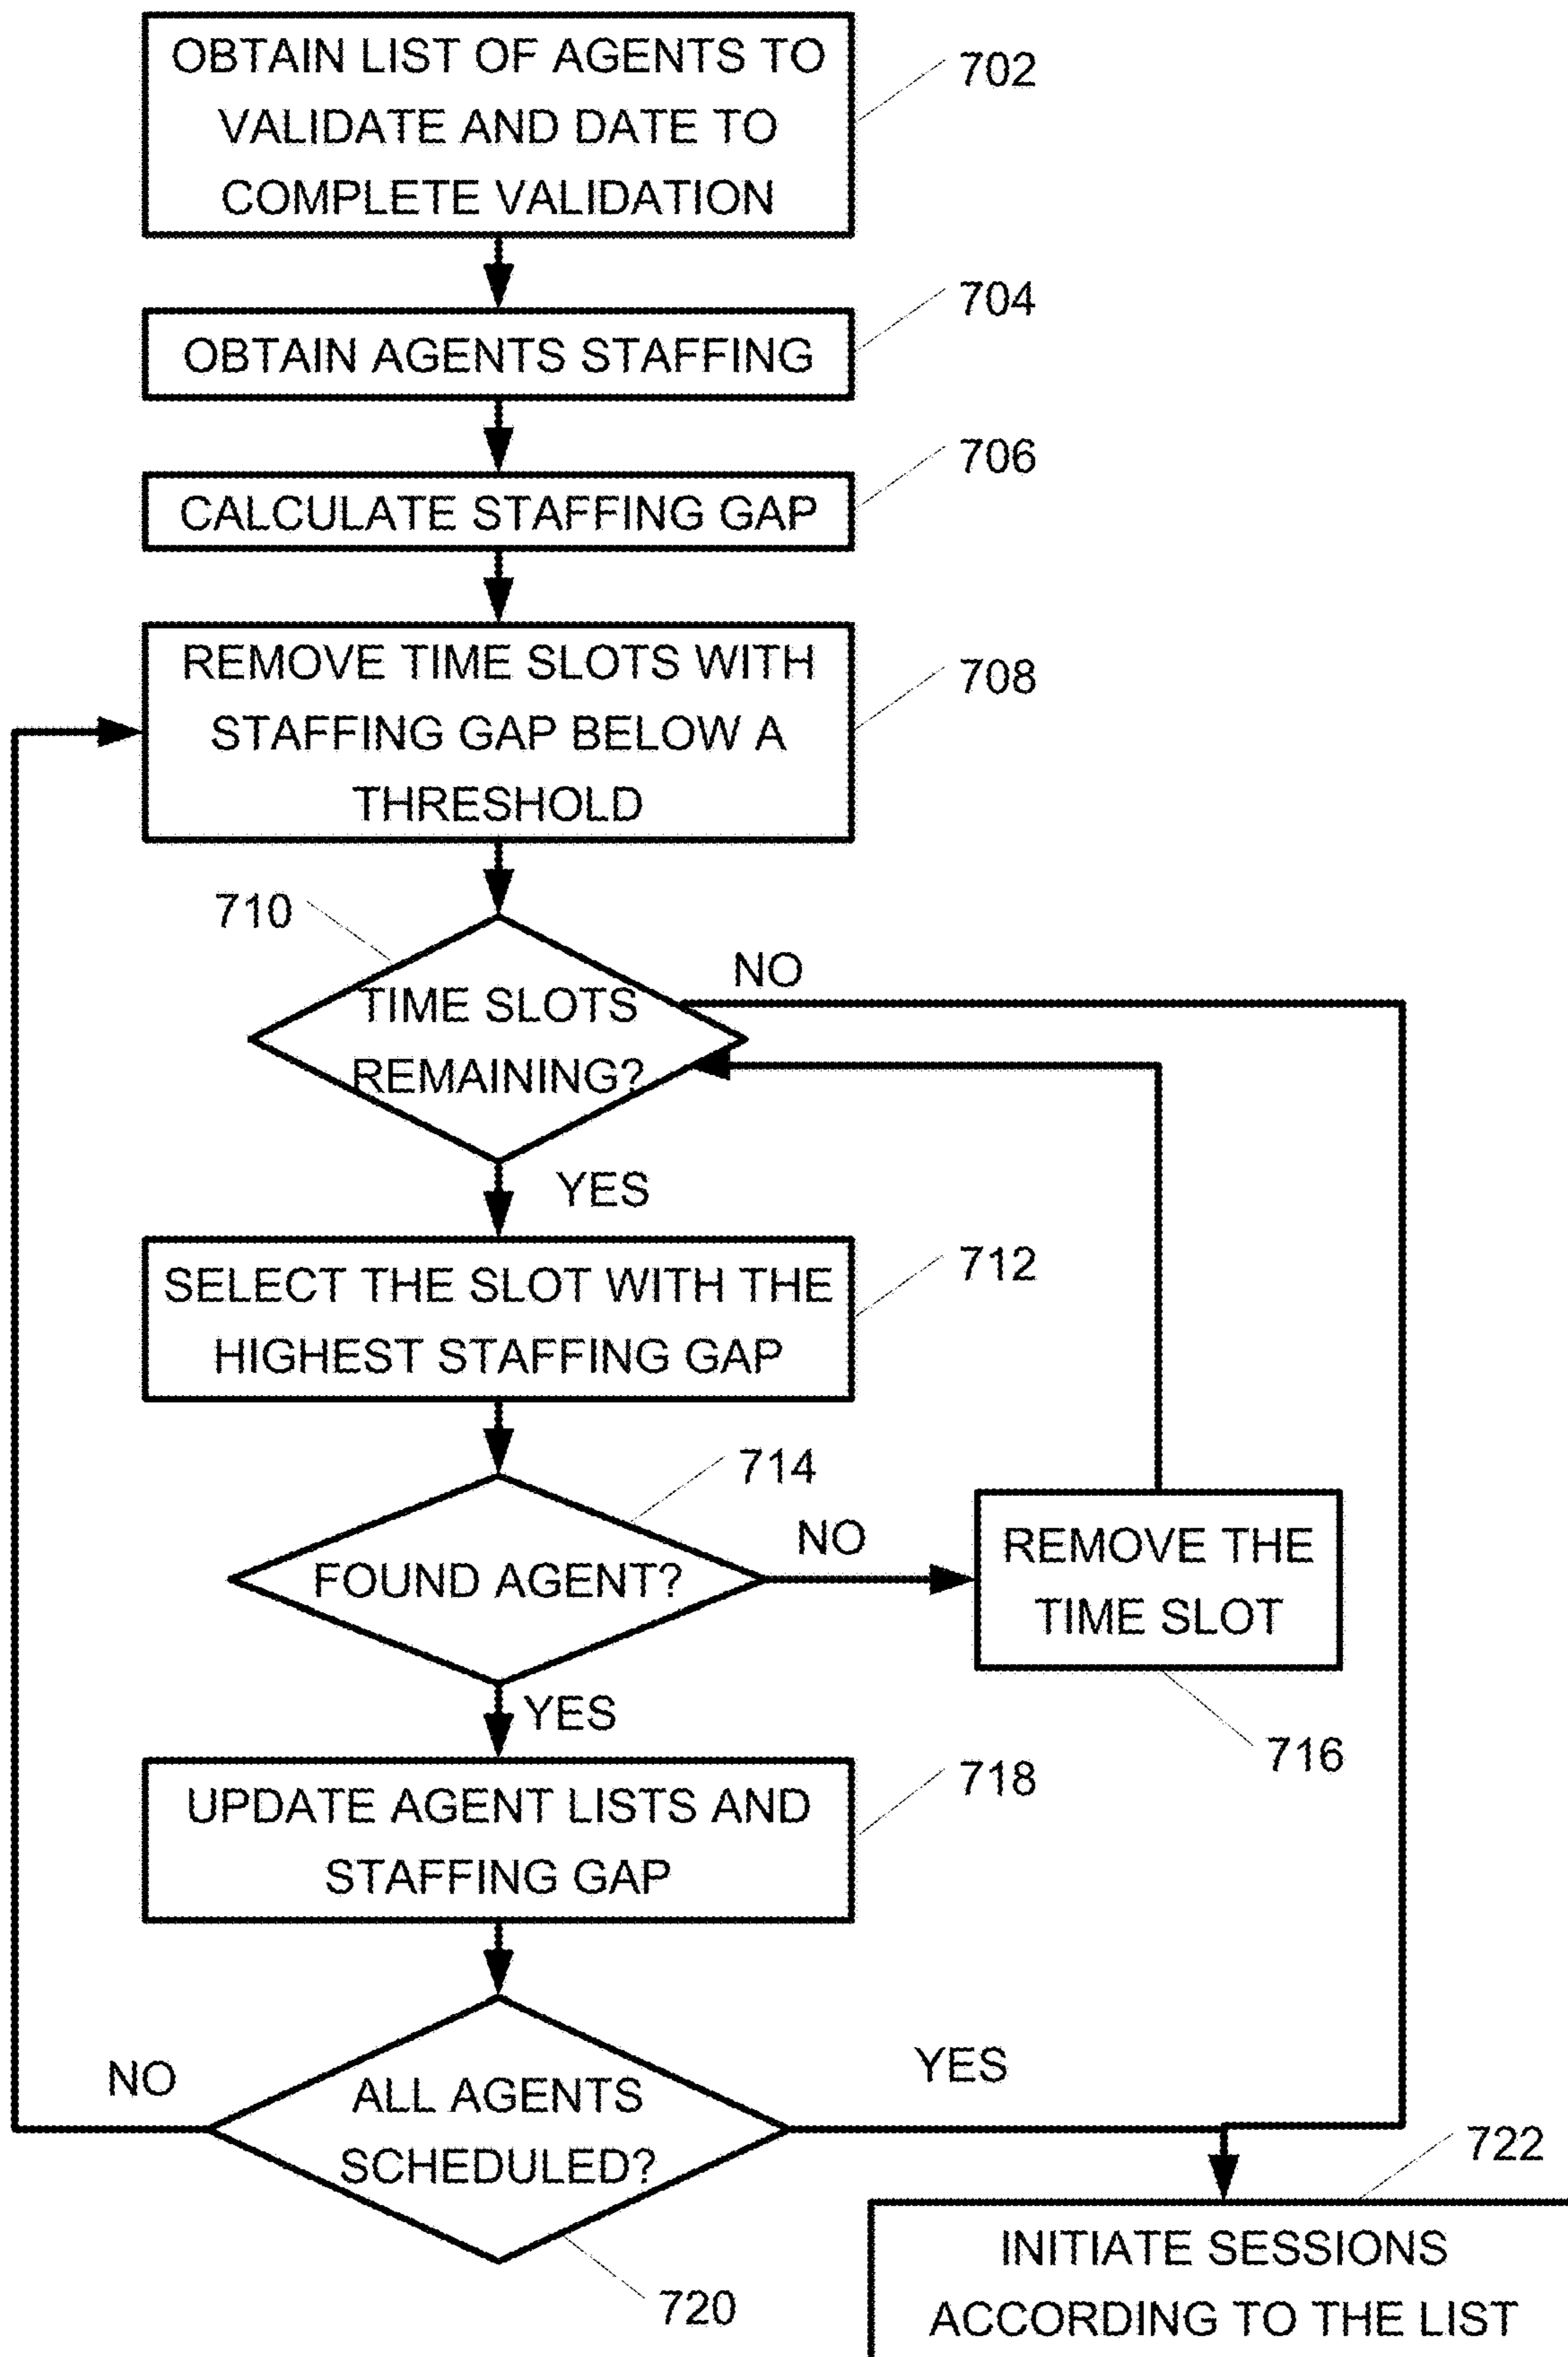 OBTAIN LIST OF AGENTS TO
VALIDATE AND DATE TO
COMPLETE VALIDATION
702
OBTAIN AGENTS STAFFING
704
CALCULATE STAFFING GAP
706
REMOVE TIME SLOTS WITH
STAFFING GAP BELOW A
THRESHOLD
708
710
TIME SLOTS
REMAINING?
NO
YES
SELECT THE SLOT WITH THE
HIGHEST STAFFING GAP
712
714
FOUND AGENT?
NO
REMOVE THE
TIME SLOT
716
YES
UPDATE AGENT LISTS AND
STAFFING GAP
718
NO
ALL AGENTS
SCHEDULED?
YES
720
722
INITIATE SESSIONS
ACCORDING TO THE LIST